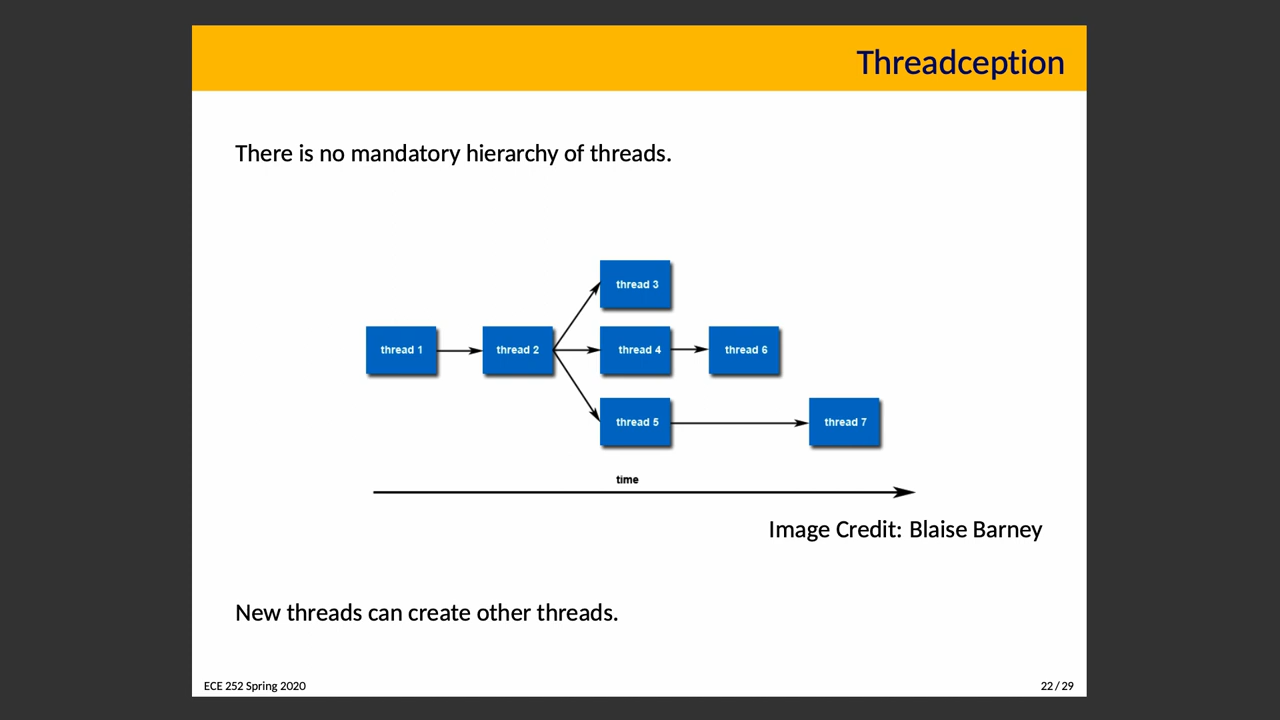 Threadception
There is no mandatory hierarchy of threads.
thread 3
thread 1
thread 2
thread 4
thread 6
thread 5
thread 7
time
Image Credit: Blaise Barney
New threads can create other threads.
ECE 252 Spring 2020
22 / 29